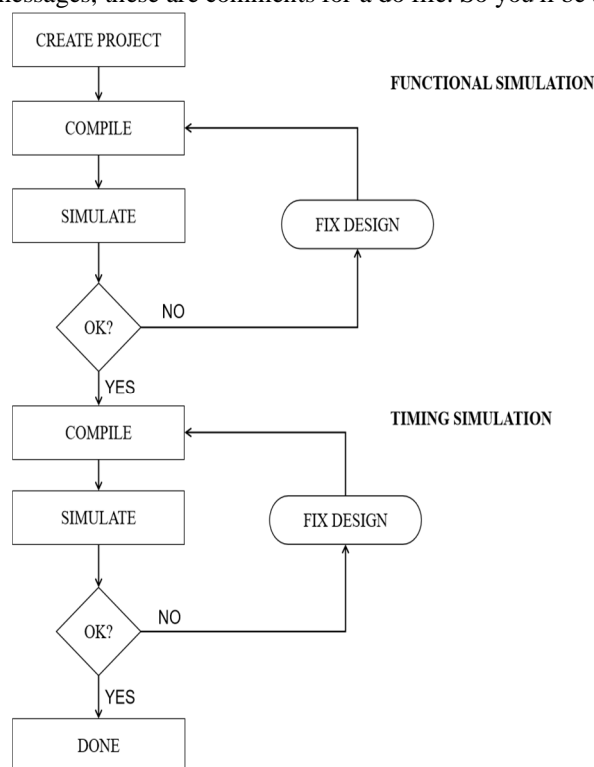 messages, these are comments for a do file. So you'll be
CREATE PROJECT
FUNCTIONAL SIMULATION
COMPILE
SIMULATE
FIX DESIGN
NO
OK?
YES
COMPILE
TIMING SIMULATION
SIMULATE
FIX DESIGN
NO
OK?
YES
DONE